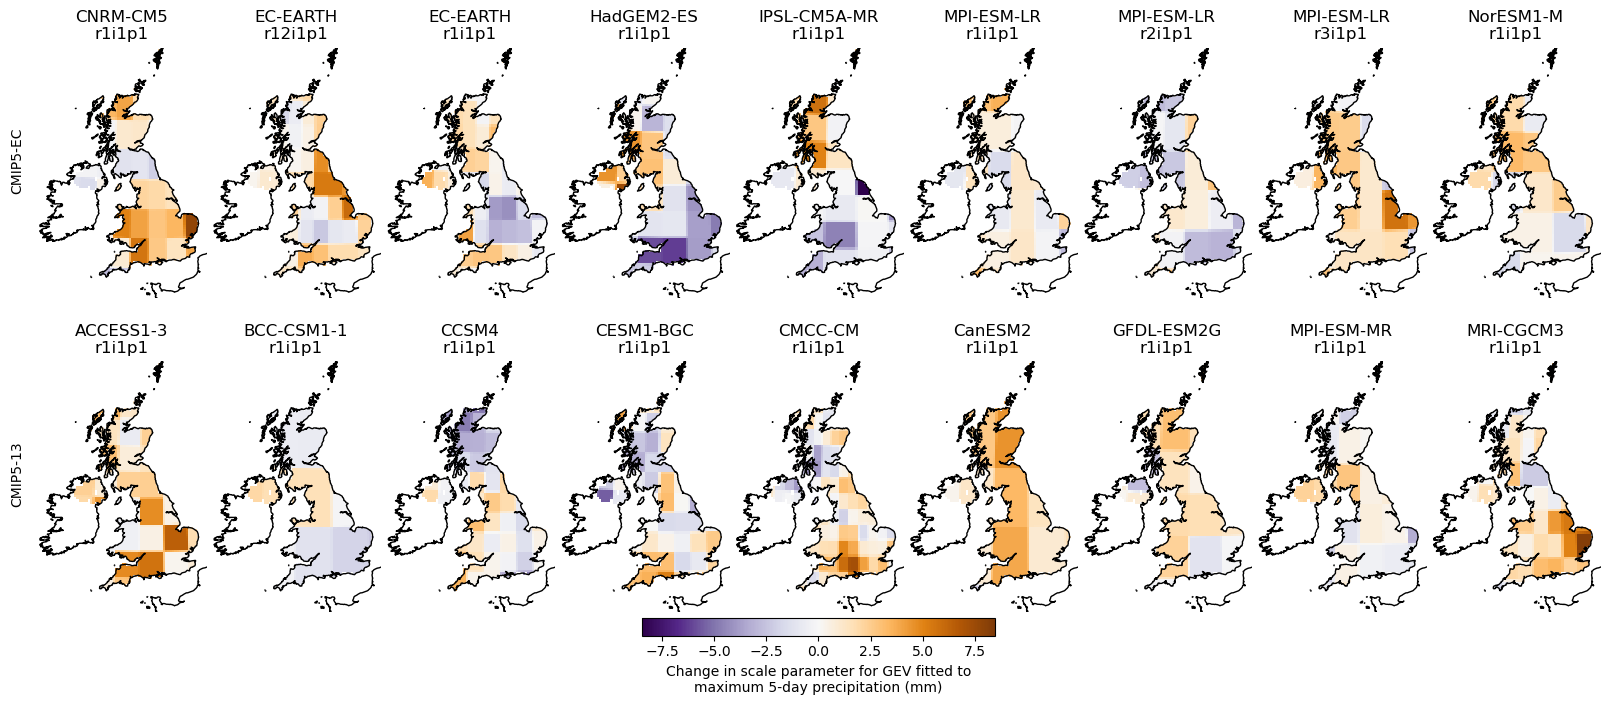 CNRM-CM5 EC-EARTH EC-EARTH HadGEM2-ES IPSL-CM5A-MR MPI-ESM-LR MPI-ESM-LR MPI-ESM-LR NorESM1-M
r1i1p1 r12i1p1 r1i1p1 r1i1p1 r1i1p1 r1i1p1 r2i1p1 r3i1p1 r1i1p1
CMIP5-EC
ACCESS1-3 BCC-CSM1-1 CCSM4 CESM1-BGC CMCC-CM CanESM2 GFDL-ESM2G MPI-ESM-MR MRI-CGCM3
r1i1p1 r1i1p1 r1i1p1 r1i1p1 r1i1p1 r1i1p1 r1i1p1 r1i1p1 r1i1p1
CMIP5-13
−7.5 −5.0 −2.5 0.0 2.5 5.0 7.5
Change in scale parameter for GEV fitted to
maximum 5-day precipitation (mm)